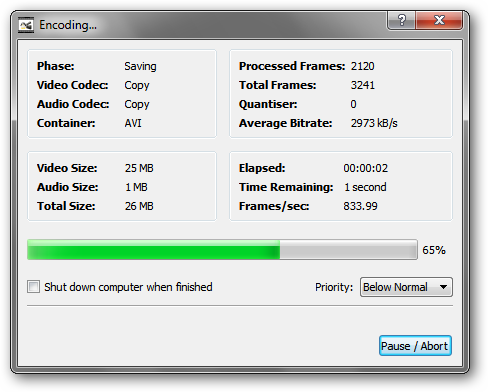 Encoding...
Phase: Saving
Video Codec: Copy
Audio Codec: Copy
Container: AVI
Processed Frames: 2120
Total Frames: 3241
Quantiser: 0
Average Bitrate: 2973 kB/s
Video Size: 25 MB
Audio Size: 1 MB
Total Size: 26 MB
Elapsed: 00:00:02
Time Remaining: 1 second
Frames/sec: 833.99
65%
Shut down computer when finished
Priority: Below Normal
Pause / Abort